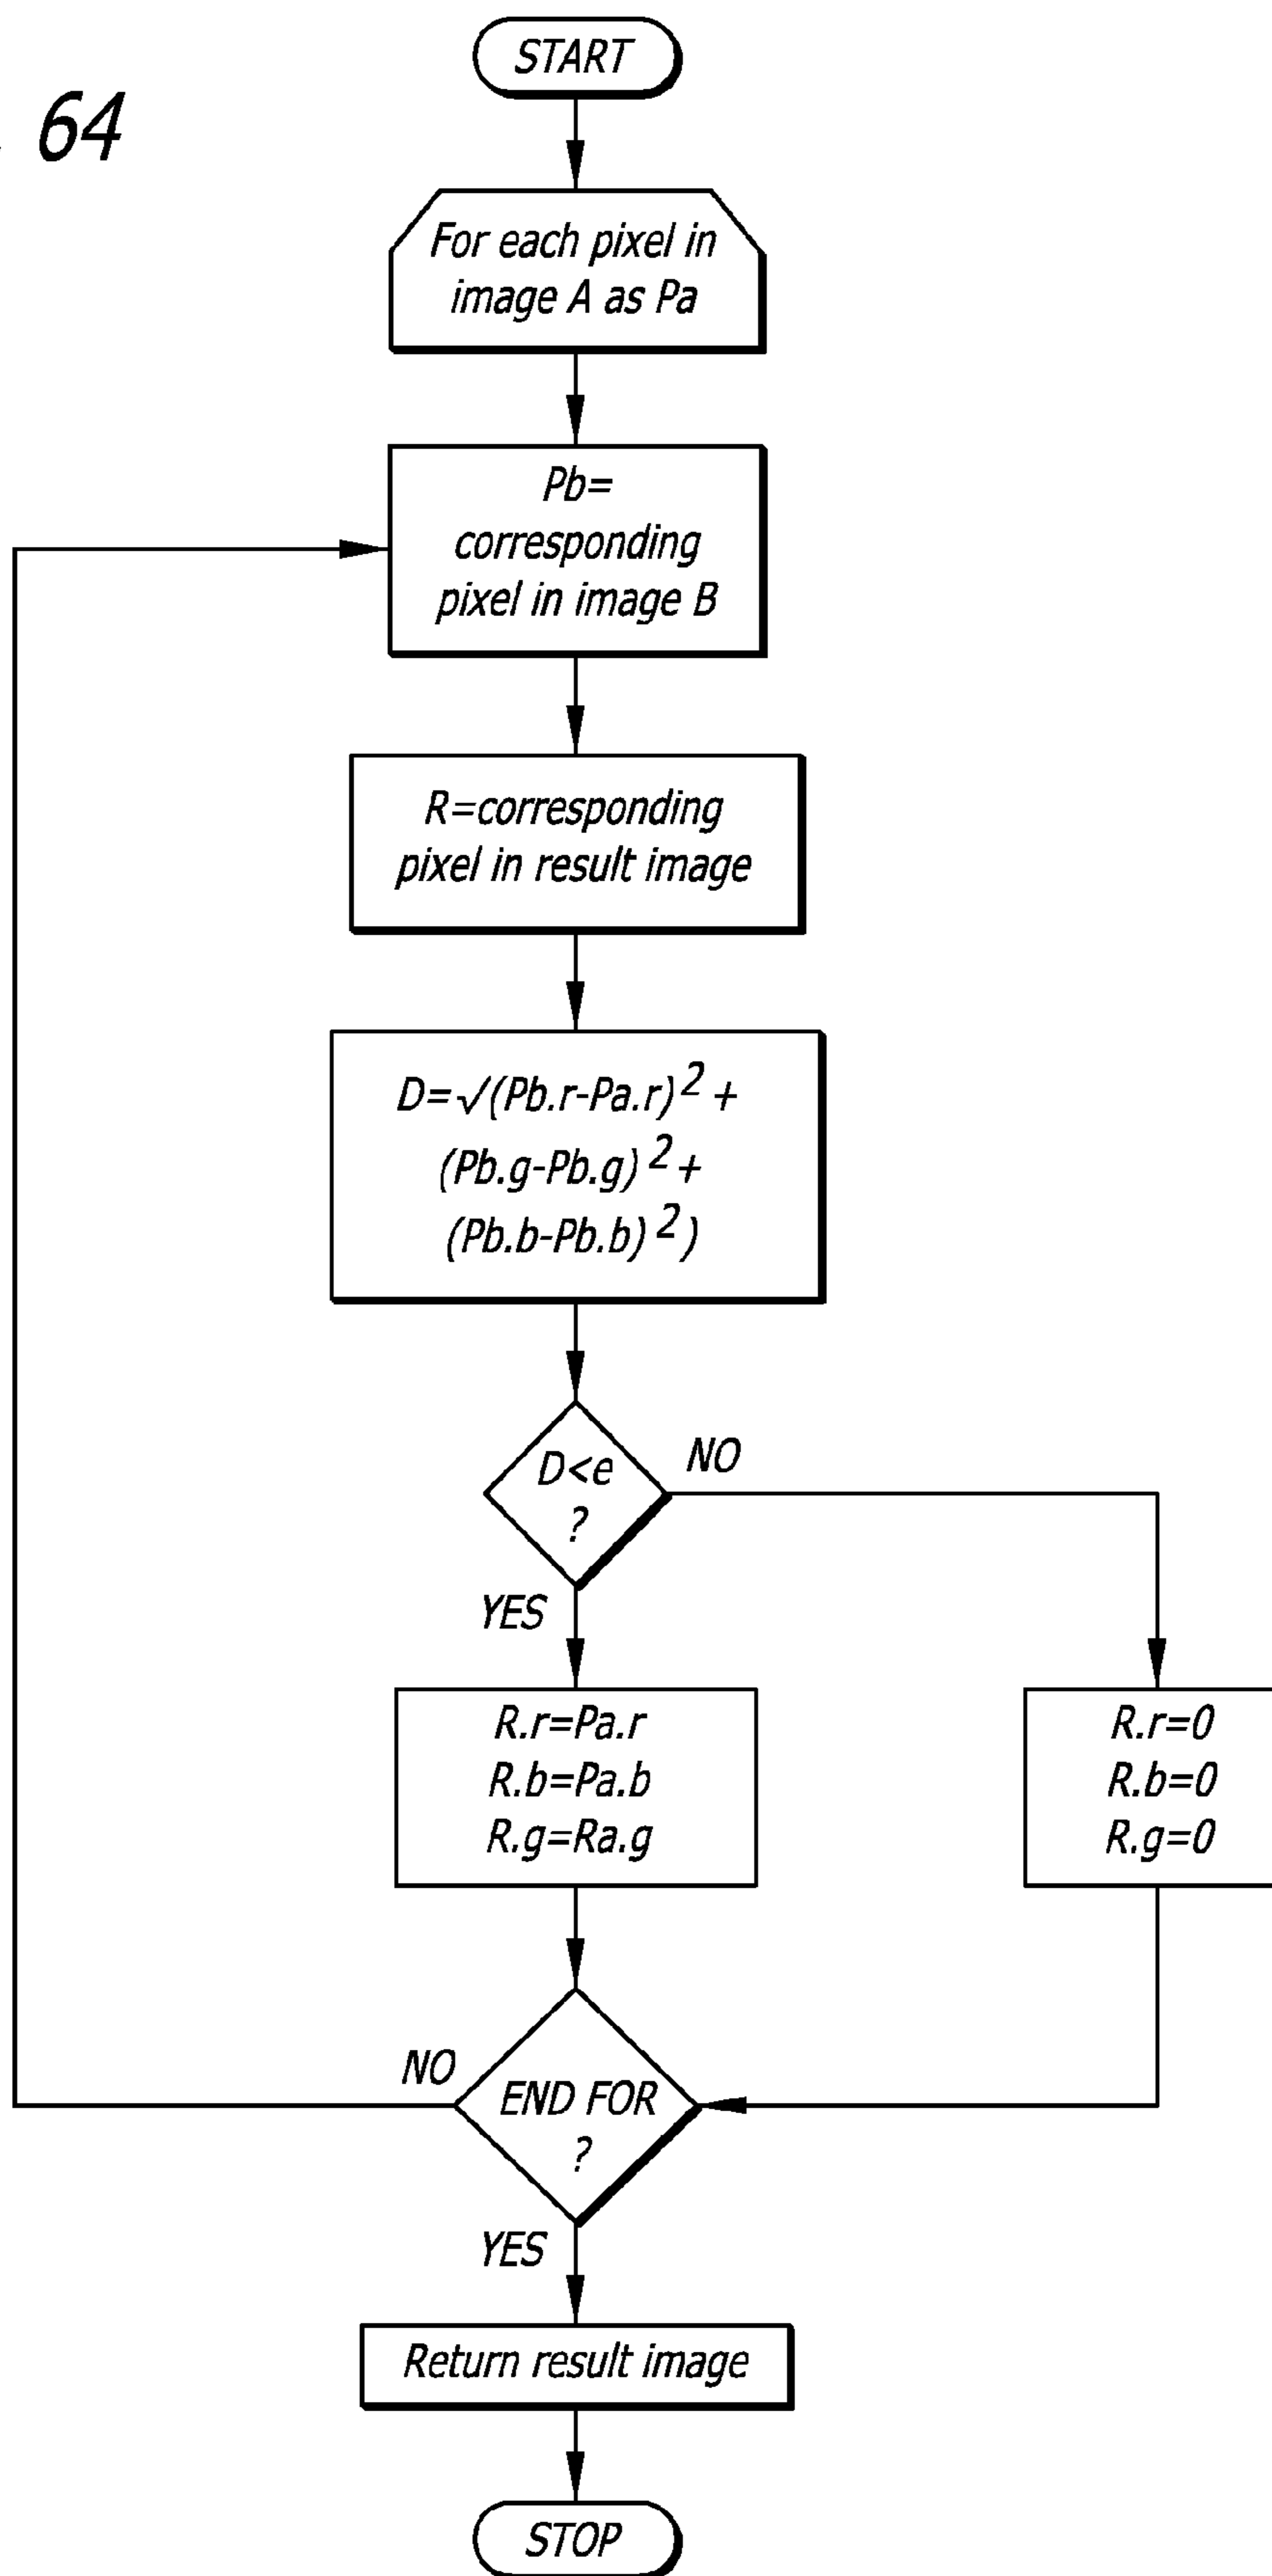 64
START
For each pixel in
image A as Pa
Pb=
corresponding
pixel in image B
R=corresponding
pixel in result image
D=√(Pb.r-Pa.r)²+
(Pb.g-Pb.g)²+
(Pb.b-Pb.b)²)
D<e
?
NO
YES
R.r=Pa.r
R.b=Pa.b
R.g=Ra.g
R.r=0
R.b=0
R.g=0
NO
END FOR
?
YES
Return result image
STOP